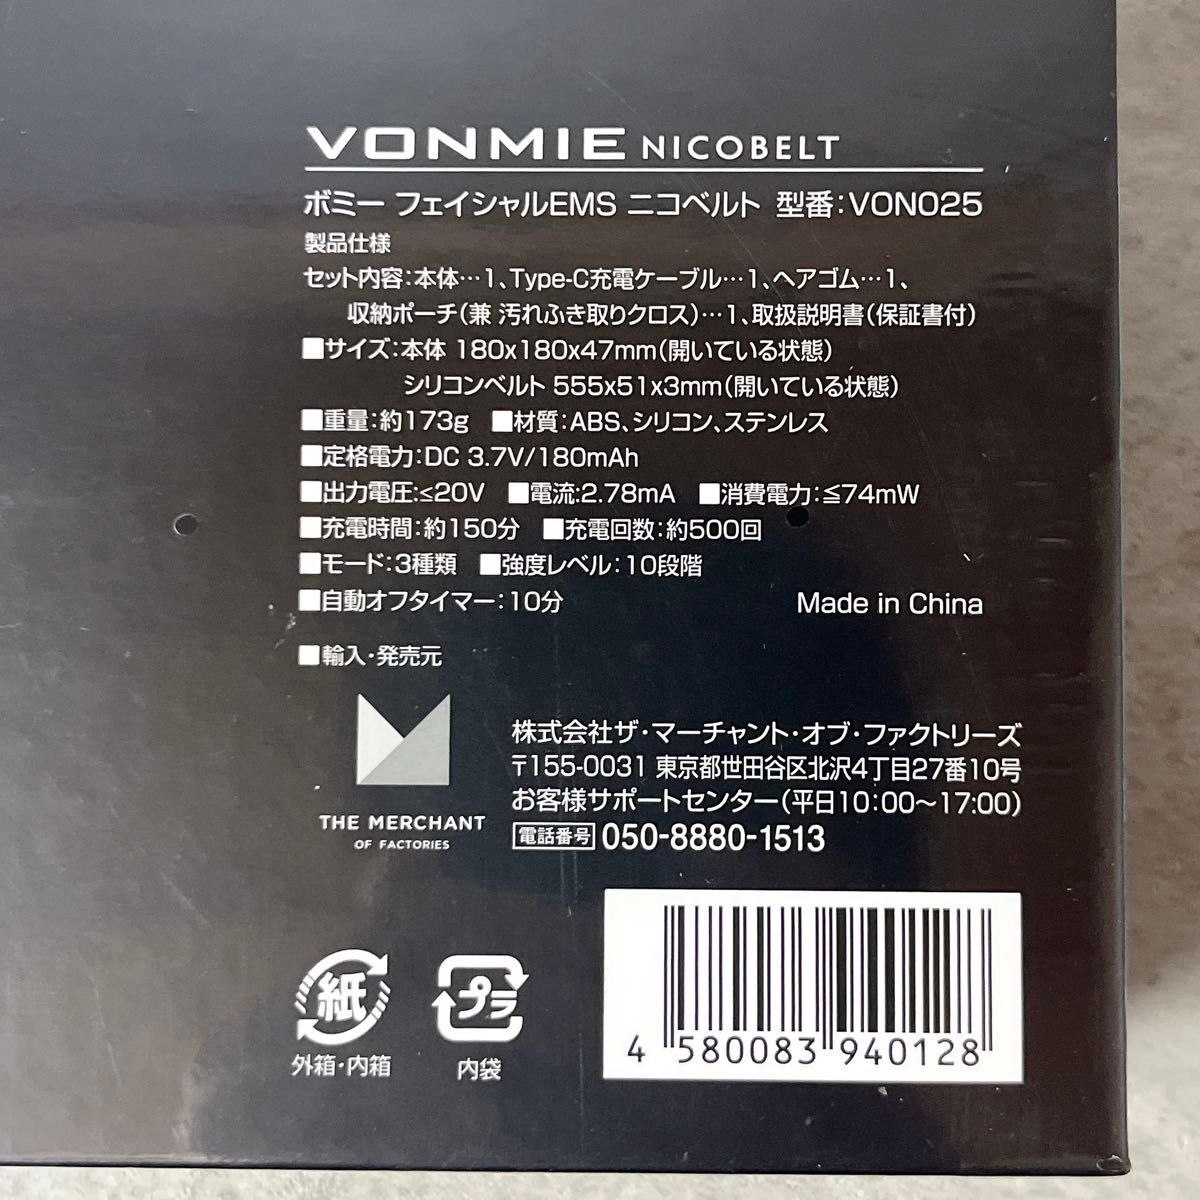 VONMIE NICOBELT
ボミー フェイシャルEMS ニコベルト 型番:VON025
製品仕様
セット内容:本体…1、Type-C充電ケーブル…1、ヘアゴム…1、
収納ポーチ(兼 汚れふき取りクロス)…1、取扱説明書(保証書付)
■サイズ:本体 180x180x47mm(開いている状態)
シリコンベルト 555x51x3mm(開いている状態)
■重量:約173g ■材質:ABS、シリコン、ステンレス
■定格電力:DC 3.7V/180mAh
■出力電圧:≤20V ■電流:2.78mA ■消費電力:≦74mW
■充電時間:約150分 ■充電回数:約500回
■モード:3種類 ■強度レベル:10段階
■自動オフタイマー:10分 Made in China
■輸入・発売元
THE MERCHANT
OF FACTORIES
株式会社ザ・マーチャント・オブ・ファクトリーズ
〒155-0031 東京都世田谷区北沢4丁目27番10号
お客様サポートセンター(平日10:00〜17:00)
電話番号 050-8880-1513
紙
外箱・内箱
プラ
内袋
4 580083 940128